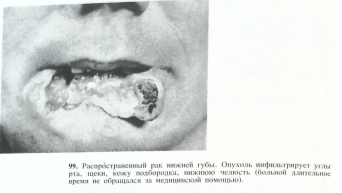 99. Распространенный рак нижней губы. Опухоль инфильтрирует углы
рта, щеки, кожу подбородка, нижнюю челюсть (больной длительное
время не обращался за медицинской помощью).